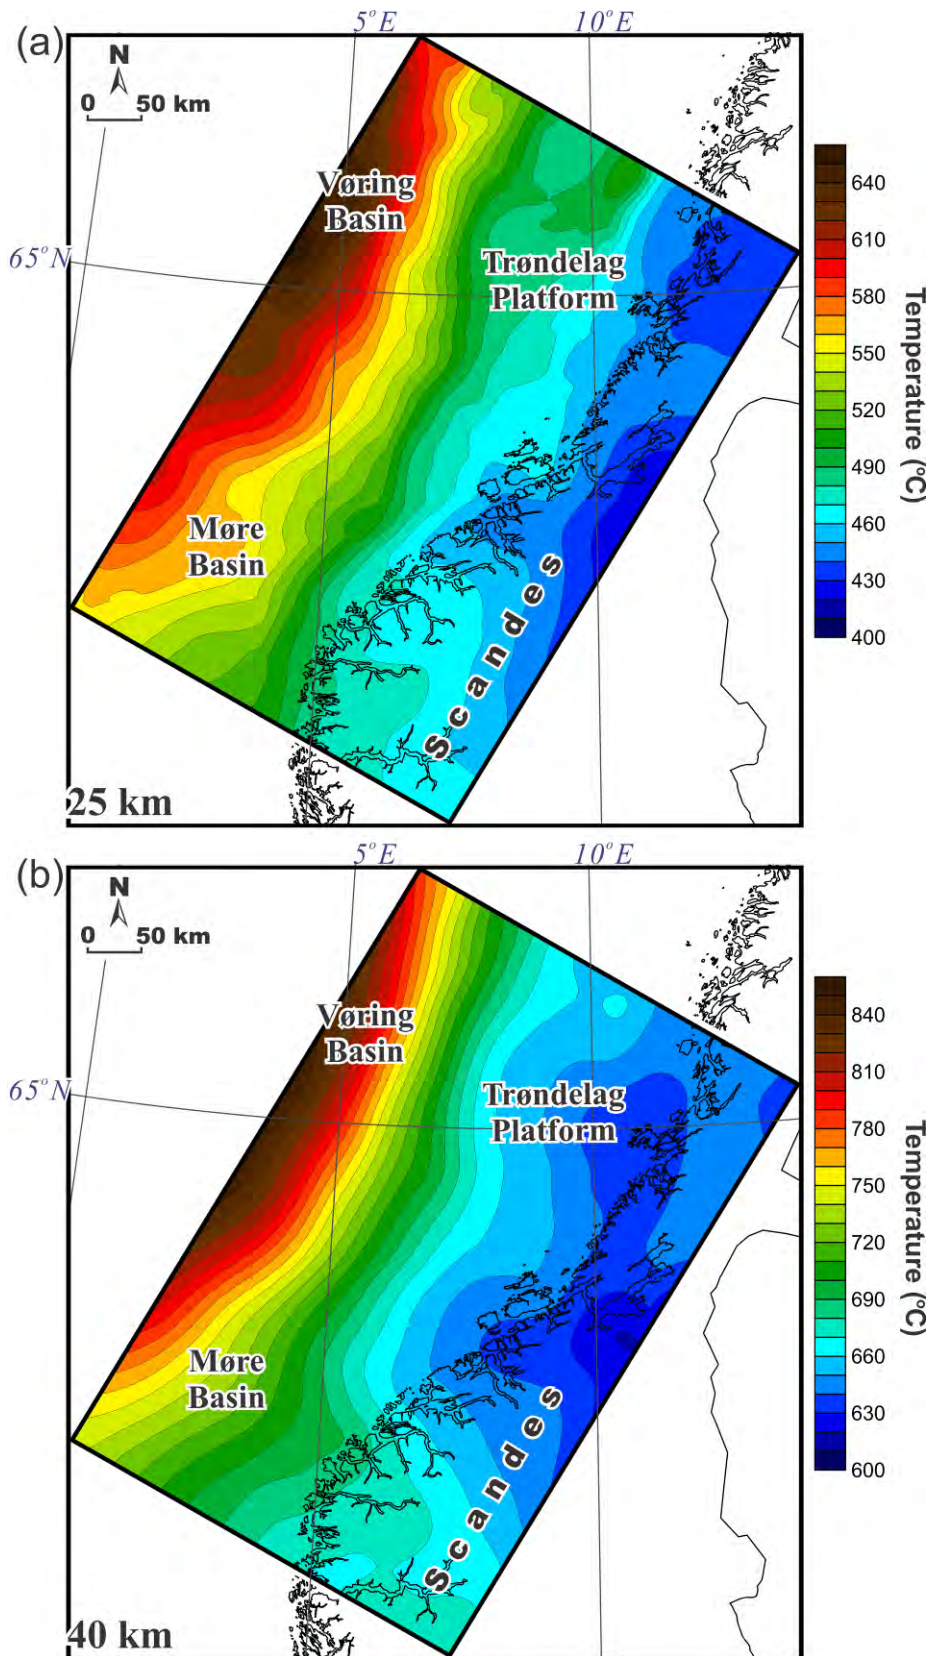 (a)
5°E
10°E
N
0 50 km
Vøring
Basin
65°N
Trøndelag
Platform
Møre
Basin
Scandes
25 km
640
610
580
550
520
490
460
430
400
Temperature (°C)
(b)
5°E
10°E
N
0 50 km
Vøring
Basin
65°N
Trøndelag
Platform
Møre
Basin
Scandes
40 km
840
810
780
750
720
690
660
630
600
Temperature (°C)